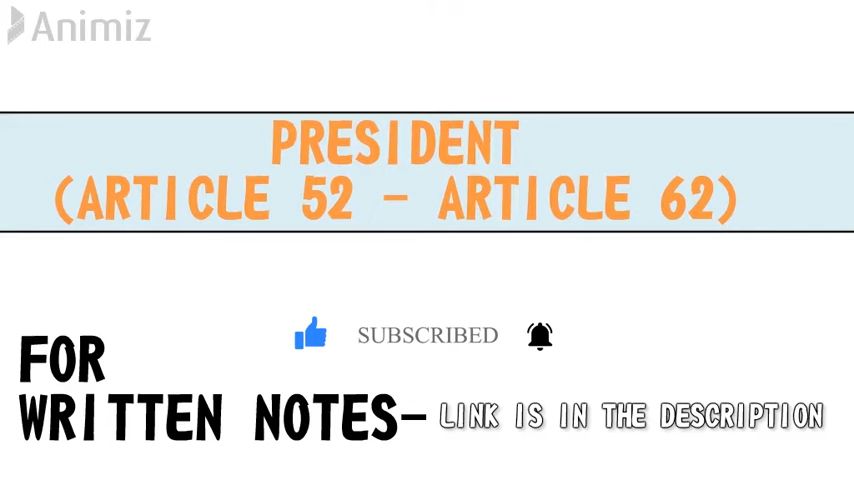 Animiz
PRESIDENT
(ARTICLE 52 - ARTICLE 62)
SUBSCRIBED
FOR
WRITTEN NOTES- LINK IS IN THE DESCRIPTION